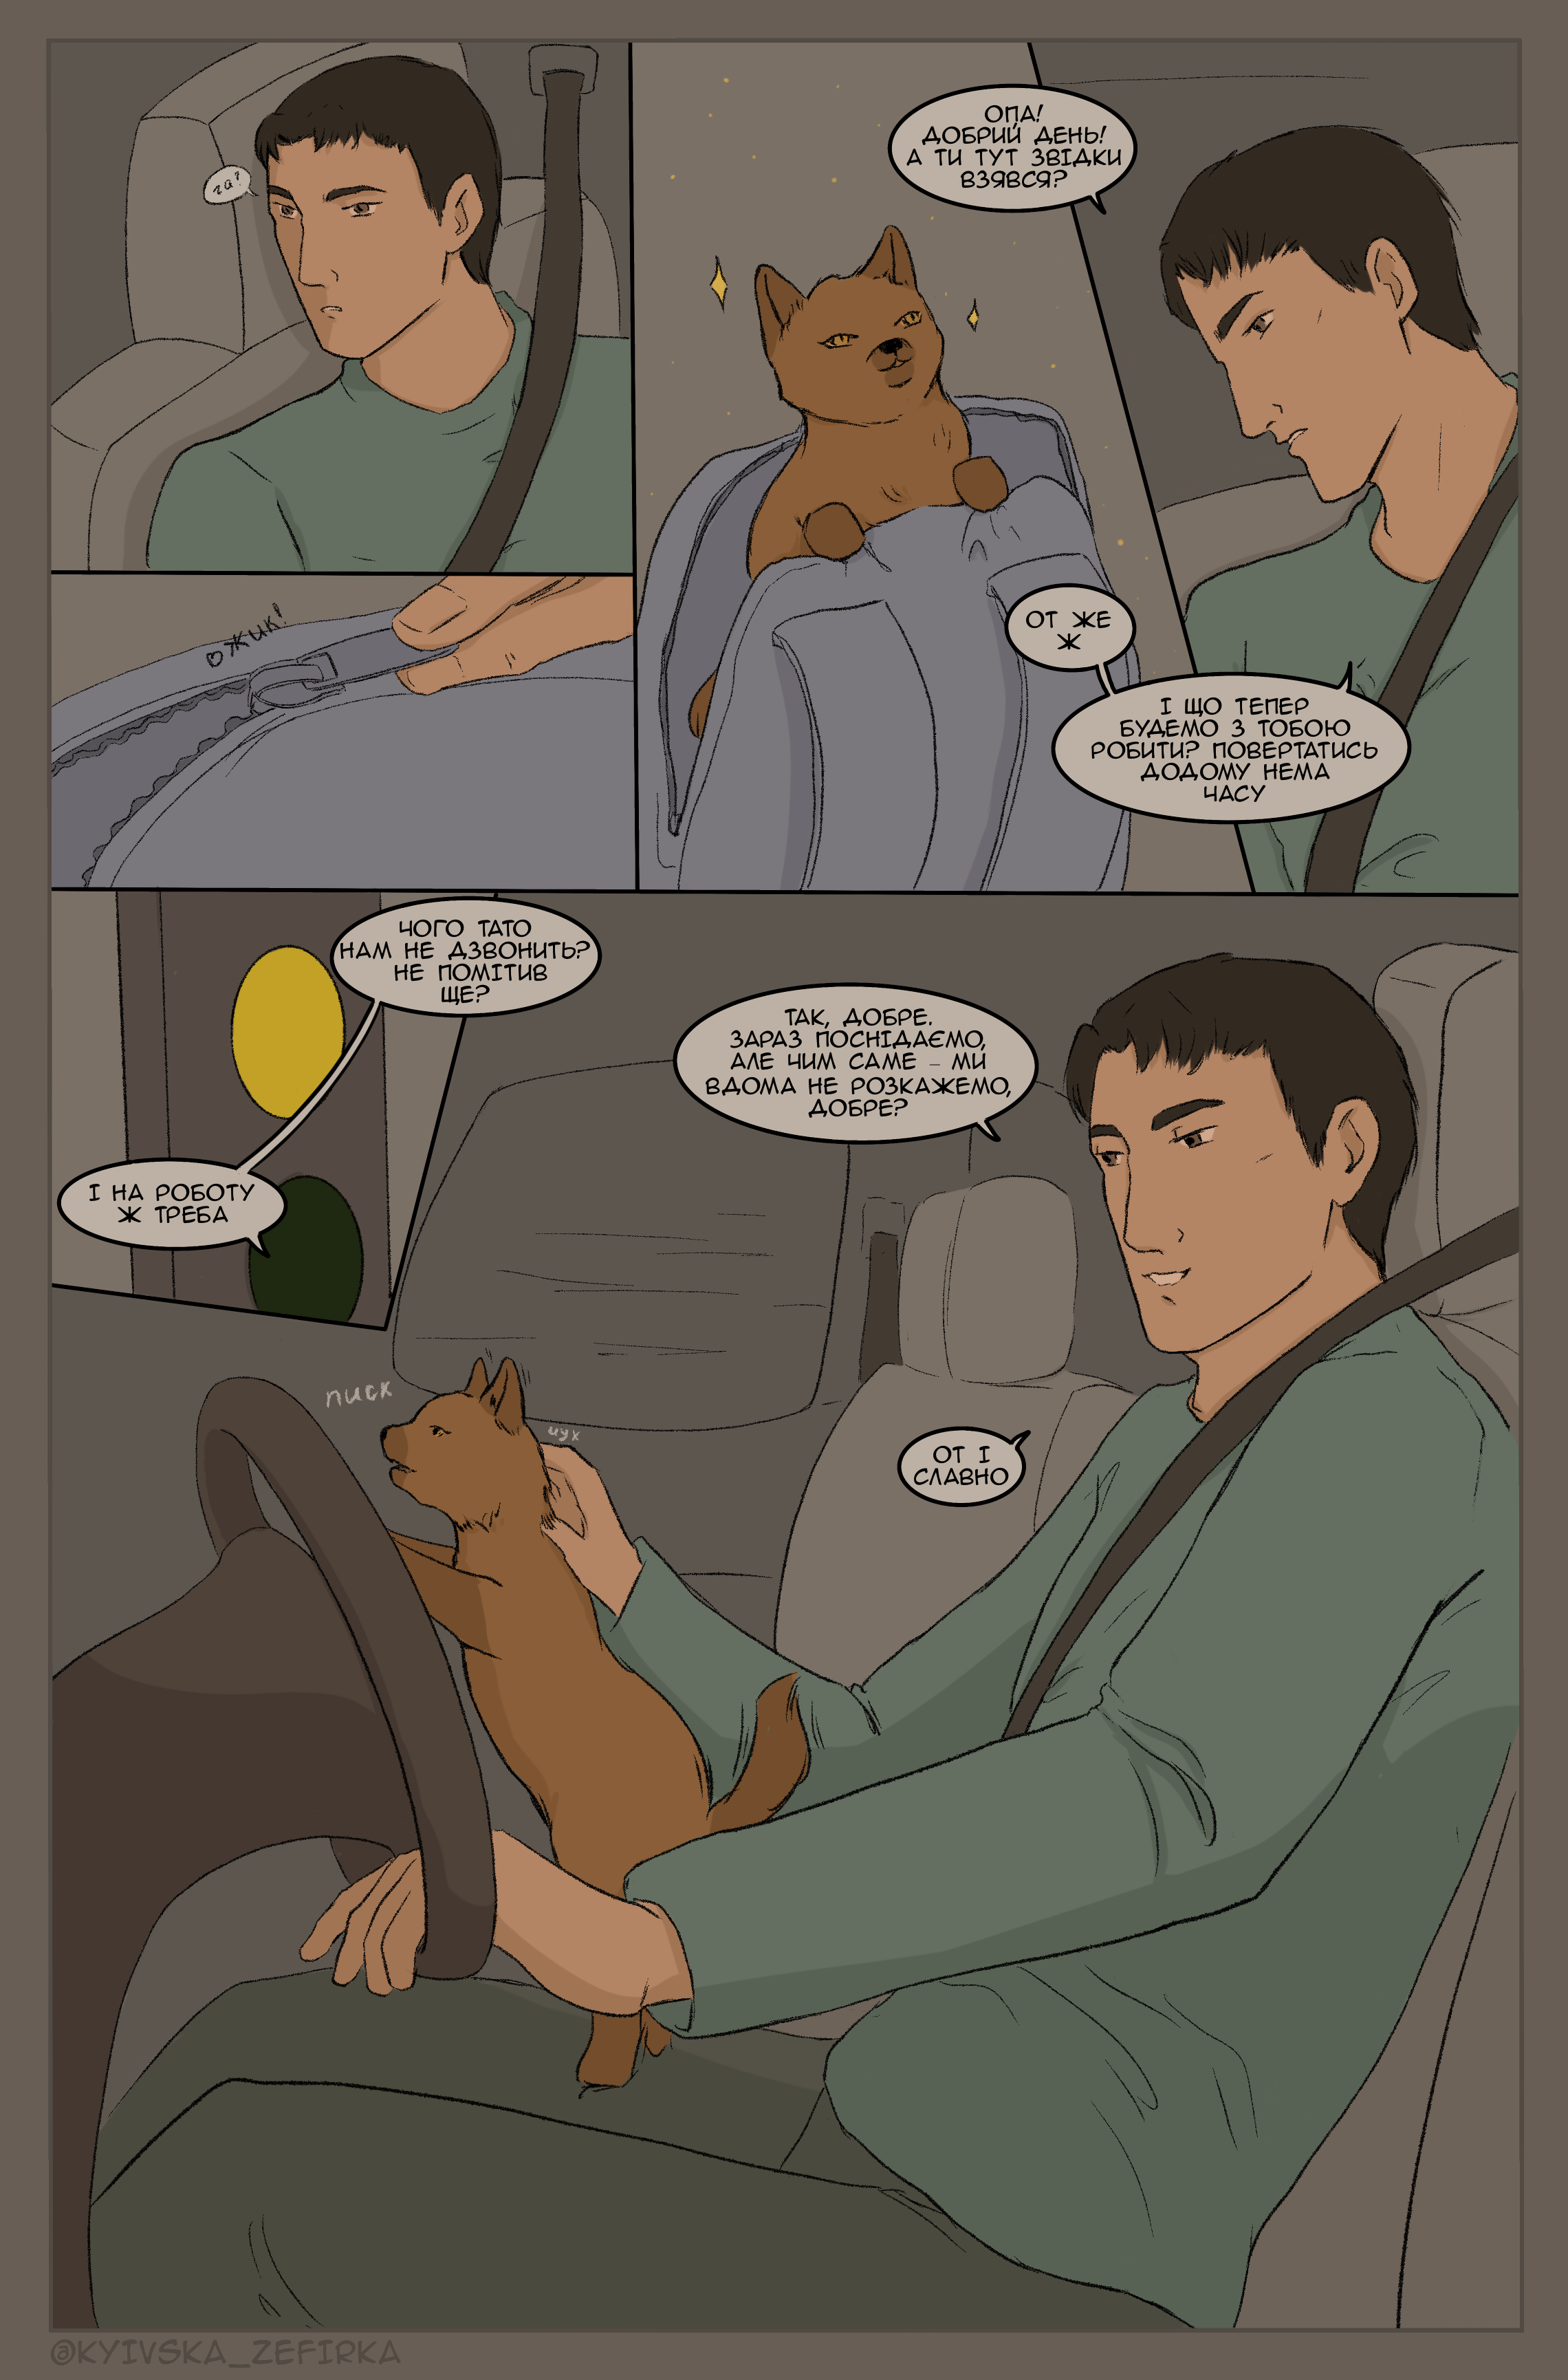 га?
ВЖИК!
ОПА!
ДОБРИЙ ДЕНЬ!
А ТИ ТУТ ЗВІДКИ
ВЗЯВСЯ?
ОТ ЖЕ
Ж
І ЩО ТЕПЕР
БУДЕМО З ТОБОЮ
РОБИТИ? ПОВЕРТАТИСЬ
ДОДОМУ НЕМА
ЧАСУ
ЧОГО ТАТО
НАМ НЕ ДЗВОНИТЬ?
НЕ ПОМІТИВ
ЩЕ?
І НА РОБОТУ
Ж ТРЕБА
ТАК, ДОБРЕ.
ЗАРАЗ ПОСНІДАЄМО,
АЛЕ ЧИМ САМЕ – МИ
ВДОМА НЕ РОЗКАЖЕМО,
ДОБРЕ?
писк
чух
ОТ І
СЛАВНО
@KYIVSKA_ZEFIRKA